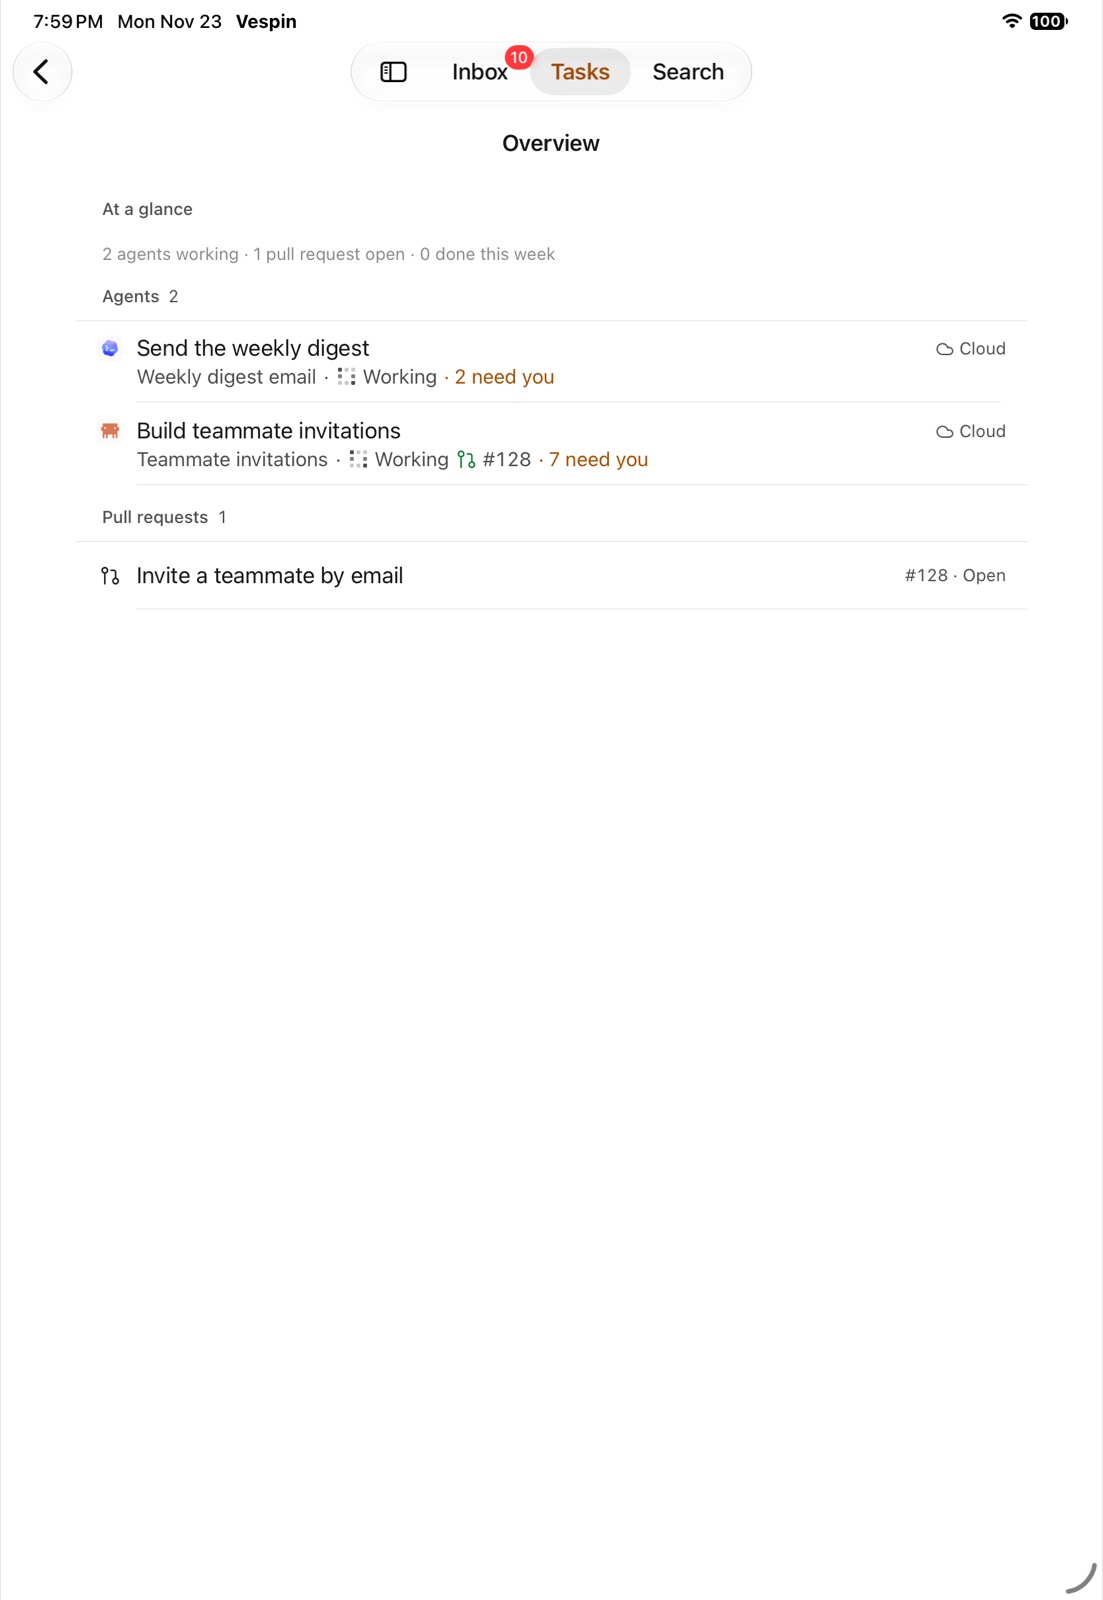 7:59 PM Mon Nov 23 Vespin
100
Inbox 10 Tasks Search
Overview
At a glance
2 agents working · 1 pull request open · 0 done this week
Agents 2
Send the weekly digest Cloud
Weekly digest email · Working · 2 need you
Build teammate invitations Cloud
Teammate invitations · Working #128 · 7 need you
Pull requests 1
Invite a teammate by email #128 · Open